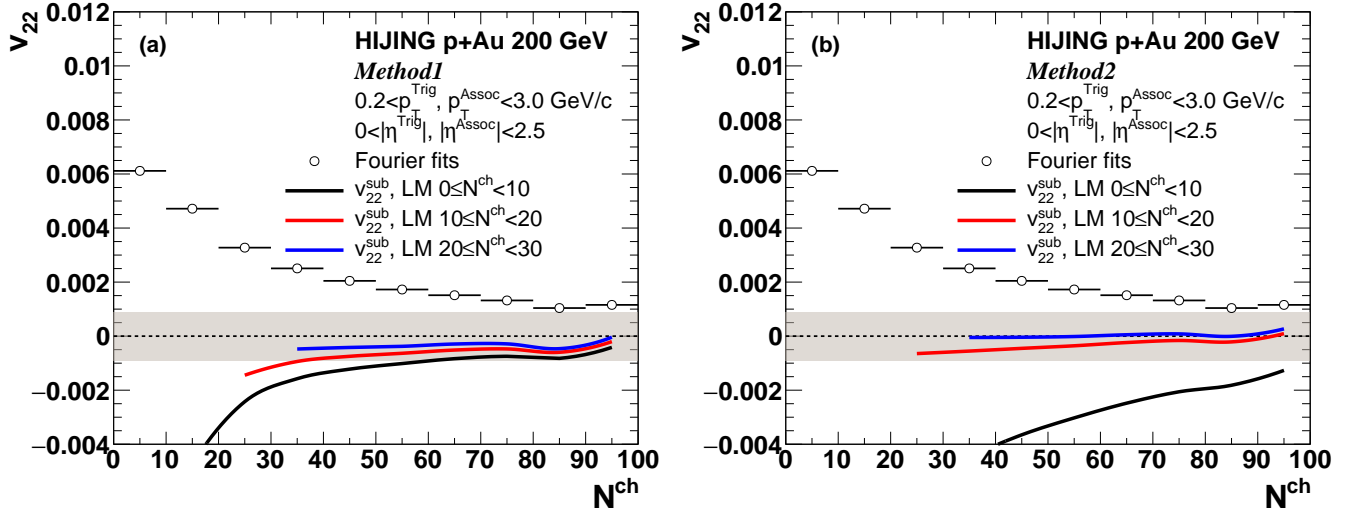 v₂₂
0.012
0.01
0.008
0.006
0.004
0.002
0
−0.002
−0.004
(a)
HIJING p+Au 200 GeV
Method1
0.2<p_T^Trig, p_T^Assoc<3.0 GeV/c
0<|η^Trig|, |η^Assoc|<2.5
Fourier fits
v_22^sub, LM 0≤N^ch<10
v_22^sub, LM 10≤N^ch<20
v_22^sub, LM 20≤N^ch<30
0 10 20 30 40 50 60 70 80 90 100
N^ch
v₂₂
0.012
0.01
0.008
0.006
0.004
0.002
0
−0.002
−0.004
(b)
HIJING p+Au 200 GeV
Method2
0.2<p_T^Trig, p_T^Assoc<3.0 GeV/c
0<|η^Trig|, |η^Assoc|<2.5
Fourier fits
v_22^sub, LM 0≤N^ch<10
v_22^sub, LM 10≤N^ch<20
v_22^sub, LM 20≤N^ch<30
0 10 20 30 40 50 60 70 80 90 100
N^ch